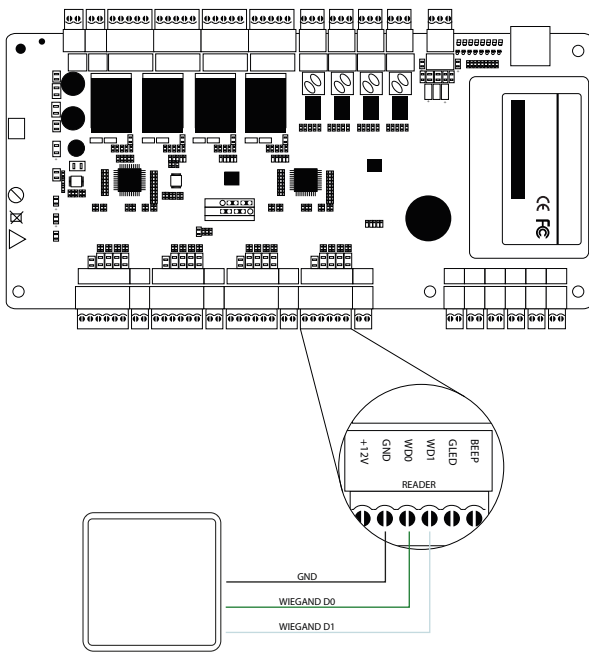 CE FC
+12V
GND
WD0
WD1
GLED
BEEP
READER
GND
WIEGAND D0
WIEGAND D1